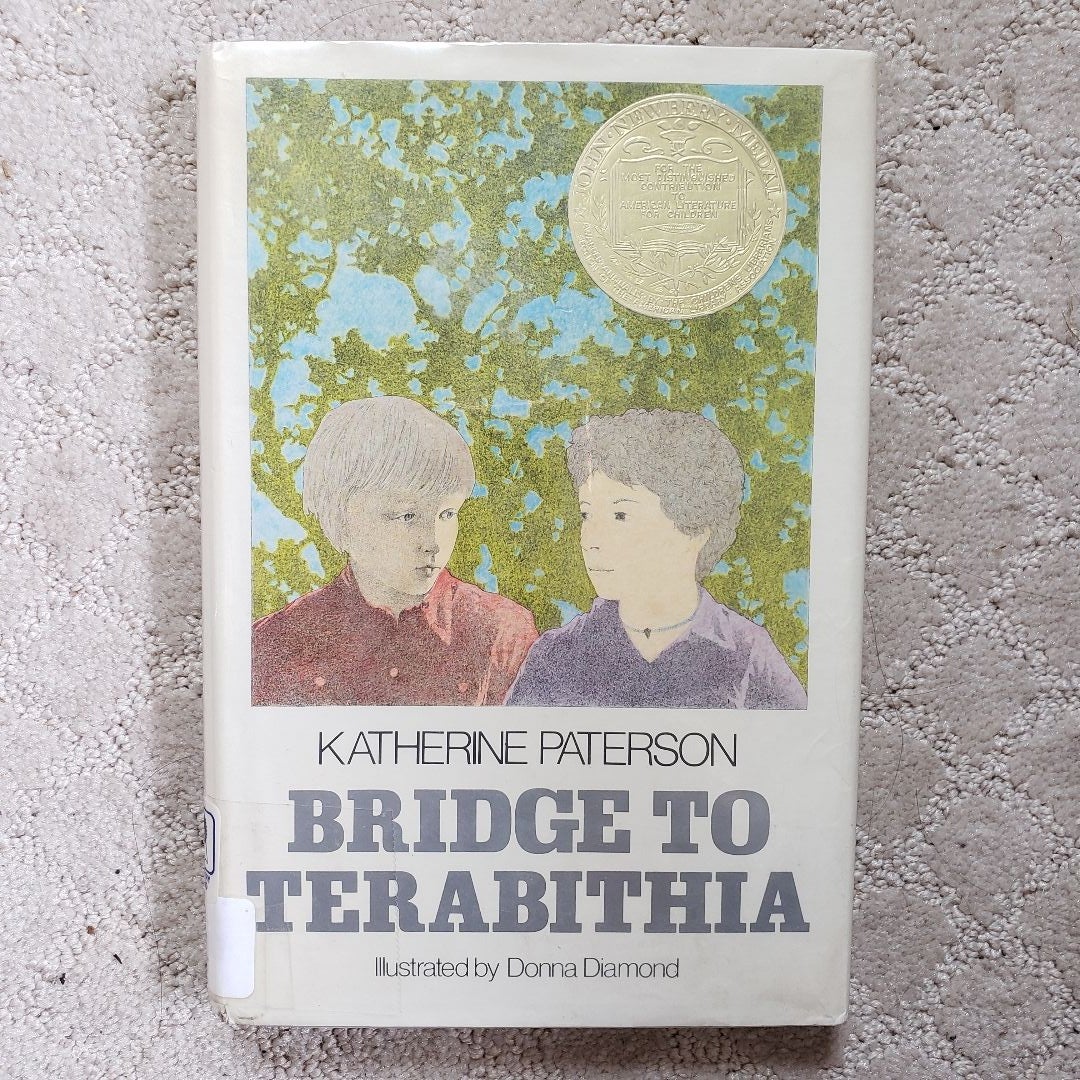 JOHN · NEWBERY · MEDAL
FOR THE
MOST DISTINGUISHED
CONTRIBUTION
TO
AMERICAN LITERATURE
FOR CHILDREN
KATHERINE PATERSON
BRIDGE TO
TERABITHIA
Illustrated by Donna Diamond